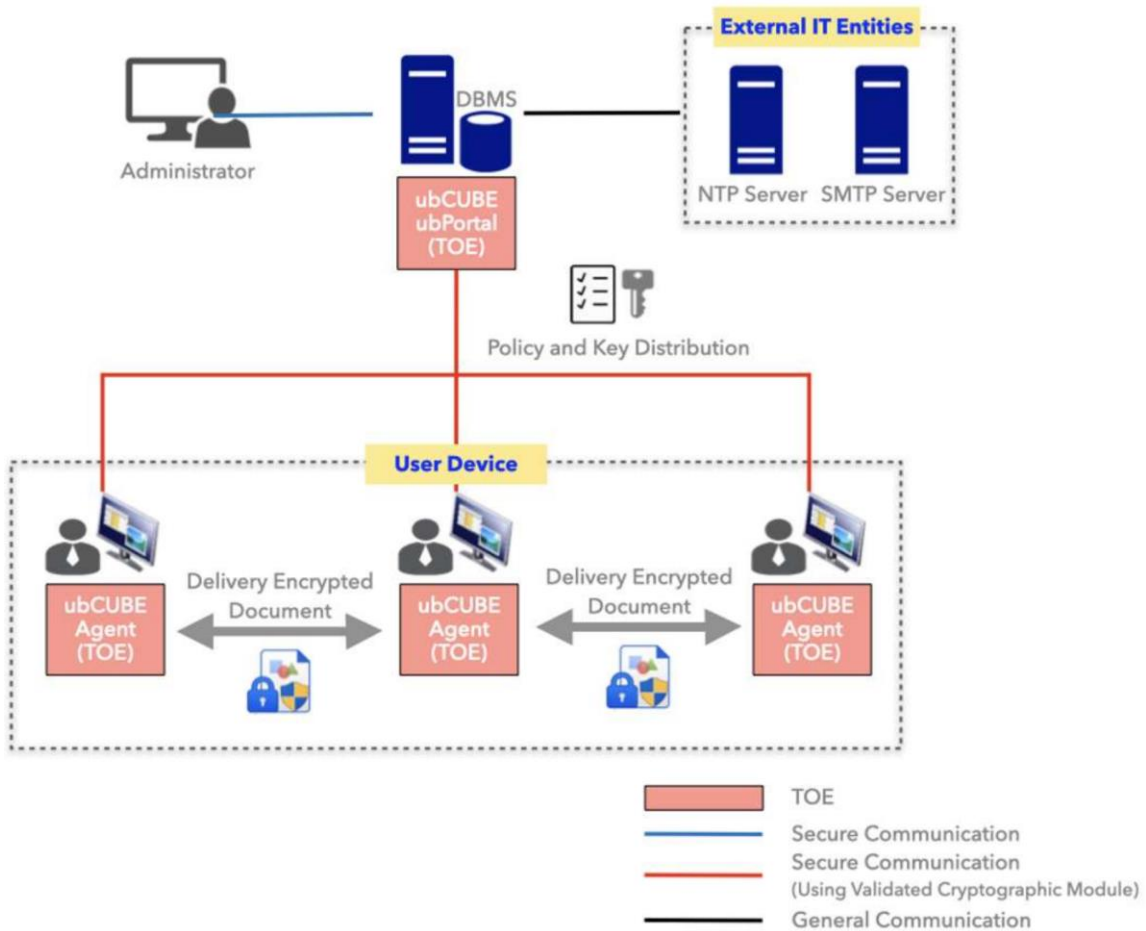 External IT Entities
DBMS
Administrator
NTP Server
SMTP Server
ubCUBE
ubPortal
(TOE)
Policy and Key Distribution
User Device
Delivery Encrypted
Document
Delivery Encrypted
Document
ubCUBE
Agent
(TOE)
ubCUBE
Agent
(TOE)
ubCUBE
Agent
(TOE)
TOE
Secure Communication
Secure Communication
(Using Validated Cryptographic Module)
General Communication